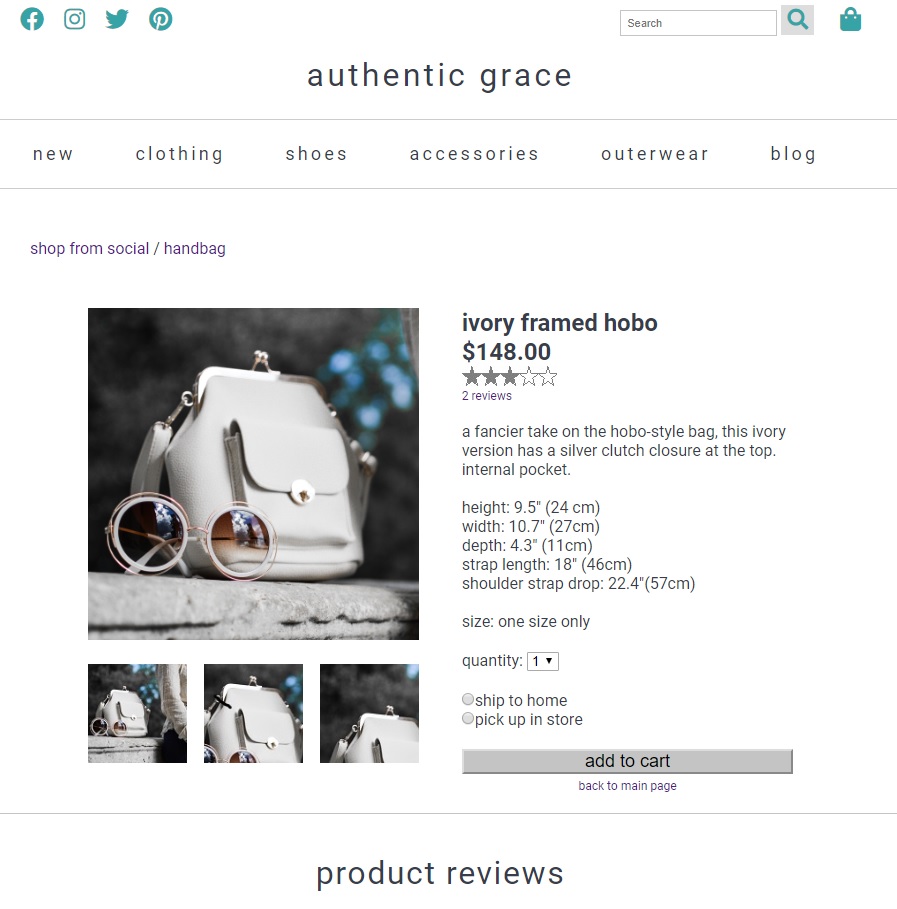 Search
authentic grace
new clothing shoes accessories outerwear blog
shop from social / handbag
ivory framed hobo
$148.00
2 reviews
a fancier take on the hobo-style bag, this ivory
version has a silver clutch closure at the top.
internal pocket.
height: 9.5" (24 cm)
width: 10.7" (27cm)
depth: 4.3" (11cm)
strap length: 18" (46cm)
shoulder strap drop: 22.4"(57cm)
size: one size only
quantity: 1
ship to home
pick up in store
add to cart
back to main page
product reviews